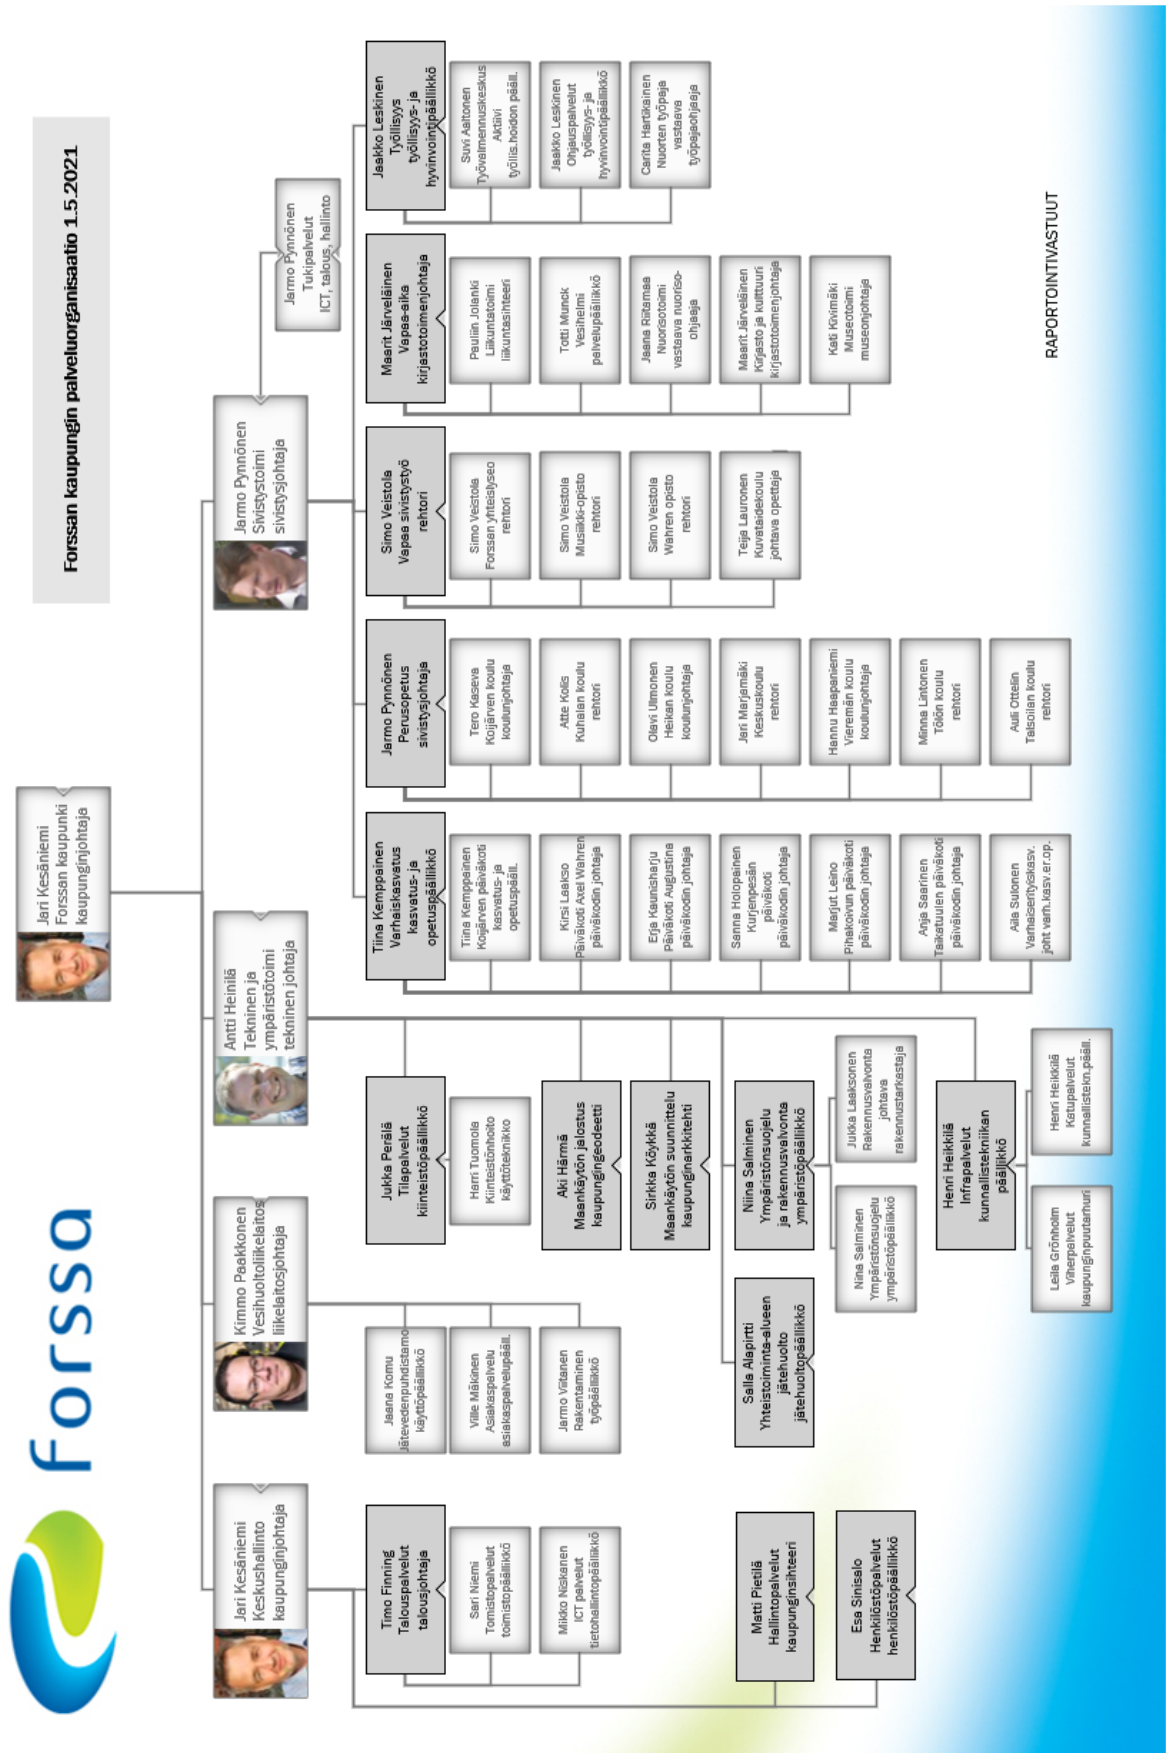 forssa
Forssan kaupungin palveluorganisaatio 1.5.2021
Jari Kesäniemi
Forssan kaupunki
kaupunginjohtaja
Jari Kesäniemi
Keskushallinto
kaupunginjohtaja
Kimmo Paakkonen
Vesihuoltoliikelaitos
liikelaitosjohtaja
Antti Heinilä
Tekninen ja
ympäristötoimi
tekninen johtaja
Jarmo Pynnönen
Sivistystoimi
sivistysjohtaja
Jarmo Pynnönen
Tukipalvelut
ICT, talous, hallinto
Timo Finning
Talouspalvelut
talousjohtaja
Sari Niemi
Tomistopalvelut
toimistopäällikkö
Mikko Niskanen
ICT palvelut
tietohallintopäällikkö
Matti Pietilä
Hallintopalvelut
kaupunginsihteeri
Esa Sinisalo
Henkilöstöpalvelut
henkilöstöpäällikkö
Jaana Komu
Jätevedenpuhdistamo
käyttöpäällikkö
Ville Mäkinen
Asiakaspalvelu
asiakaspalvelupääll.
Jarmo Viitanen
Rakentaminen
työpäällikkö
Jukka Perälä
Tilapalvelut
kiinteistöpäällikkö
Harri Tuomola
Kiinteistönhoito
käyttöteknikko
Aki Härmä
Maankäytön jalostus
kaupungingeodeetti
Sirkka Köykkä
Maankäytön suunnittelu
kaupunginarkkitehti
Salla Alapirtti
Yhteistoiminta-alueen
jätehuolto
jätehuoltopäällikkö
Niina Salminen
Ympäristönsuojelu
ja rakennusvalvonta
ympäristöpäällikkö
Nina Salminen
Ympäristönsuojelu
ympäristöpäällikkö
Jukka Laaksonen
Rakennusvalvonta
johtava
rakennustarkastaja
Henri Heikkilä
Infrapalvelut
kunnallistekniikan
päällikkö
Leila Grönholm
Viherpalvelut
kaupunginpuutarhuri
Henri Heikkilä
Katupalvelut
kunnallistekn.pääll.
Tiina Kemppainen
Varhaiskasvatus
kasvatus- ja
opetuspäällikkö
Tiina Kemppainen
Kojjärven päiväkoti
kasvatus- ja
opetuspääll.
Kirsi Laakso
Päiväkoti Axel Wahren
päiväkodin johtaja
Erja Kaunisharju
Päiväkoti Augustina
päiväkodin johtaja
Sanna Holopainen
Kurjenpesän
päiväkoti
päiväkodin johtaja
Marjut Leino
Pihakoivun päiväkoti
päiväkodin johtaja
Anja Saarinen
Taikatuulen päiväkoti
päiväkodin johtaja
Aila Sulonen
Varhaiserityiskasv.
joht varh.kasv.er.op.
Jarmo Pynnönen
Perusopetus
sivistysjohtaja
Tero Kaseva
Kojjärven koulu
koulunjohtaja
Atte Kolis
Kuhalan koulu
rehtori
Olavi Ulmonen
Heikan koulu
koulunjohtaja
Jari Marjamäki
Keskuskoulu
rehtori
Hannu Haapaniemi
Vieremän koulu
koulunjohtaja
Minna Lintonen
Tölön koulu
rehtori
Auli Ottelin
Talsoilan koulu
rehtori
Simo Veistola
Vapaa sivistystyö
rehtori
Simo Veistola
Forssan yhteislyseo
rehtori
Simo Veistola
Musiikki-opisto
rehtori
Simo Veistola
Wahren opisto
rehtori
Teija Lauronen
Kuvataidekoulu
johtava opettaja
Maarit Järveläinen
Vapaa-aika
kirjastotoimenjohtaja
Pauliin Jolanki
Liikuntatoimi
liikuntasihteeri
Totti Munck
Vesihelmi
palvelupäällikkö
Jaana Riitamaa
Nuorisotoimi
vastaava nuoriso-
ohjaaja
Maarit Järveläinen
Kirjasto ja kulttuuri
kirjastotoimenjohtaja
Kati Kivimäki
Museotoimi
museonjohtaja
Jaakko Leskinen
Työllisyys
työllisyys- ja
hyvinvointipäällikkö
Suvi Aaltonen
Työvalmennuskeskus
Aktiivi
työllis.hoidon pääll.
Jaakko Leskinen
Ohjauspalvelut
työllisyys- ja
hyvinvointipäällikkö
Carita Hartikainen
Nuorten työpaja
vastaava
työpajaohjaaja
RAPORTOINTIVASTUUT